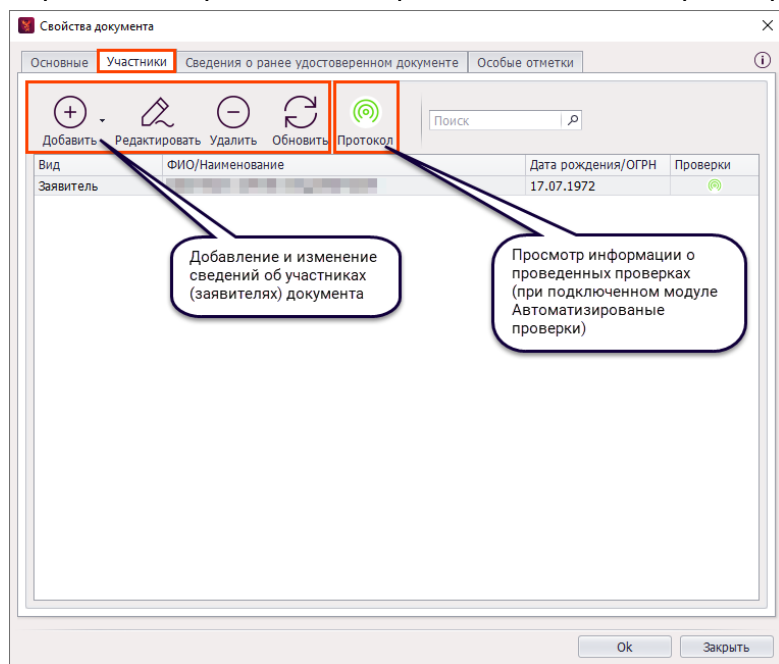 Свойства документа
Основные Участники Сведения о ранее удостоверенном документе Особые отметки
Добавить Редактировать Удалить Обновить Протокол Поиск
Вид ФИО/Наименование Дата рождения/ОГРН Проверки
Заявитель 17.07.1972
Добавление и изменение
сведений об участниках
(заявителях) документа
Просмотр информации о
проведенных проверках
(при подключенном модуле
Автоматизированые
проверки)
Ok Закрыть